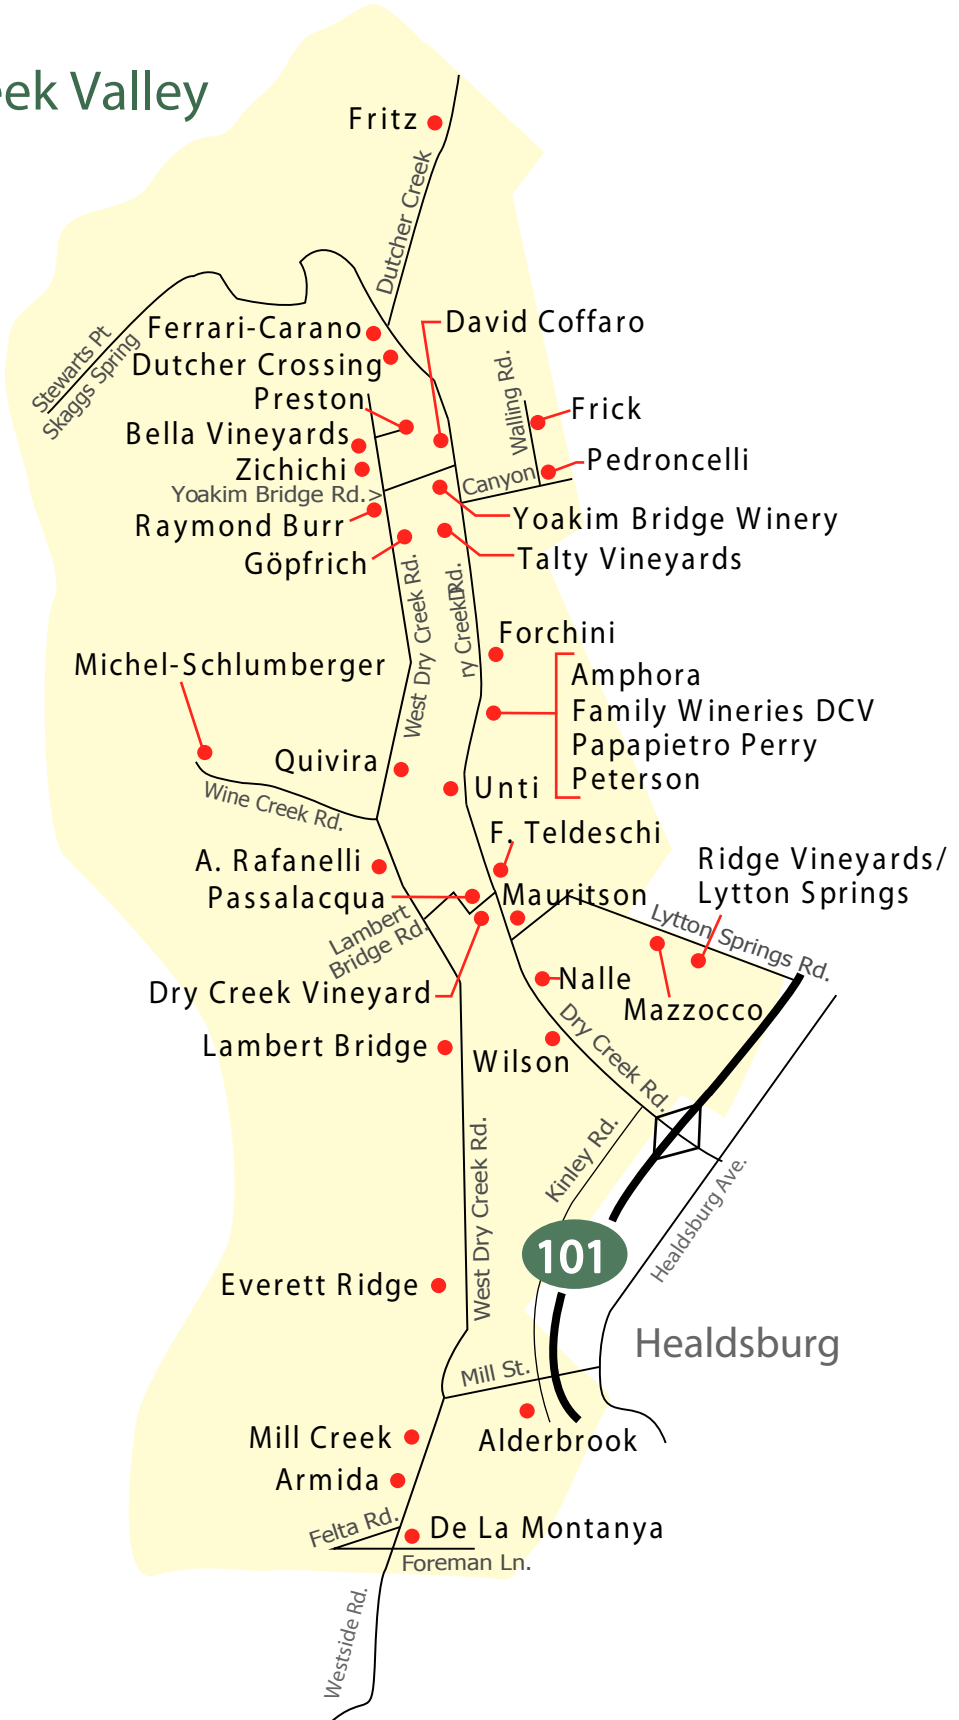 eek Valley
Fritz
Dutcher Creek
Ferrari-Carano
David Coffaro
Stewarts Pt
Skaggs Spring
Dutcher Crossing
Preston
Walling Rd.
Frick
Bella Vineyards
Zichichi
Pedroncelli
Canyon
Yoakim Bridge Rd.>
Raymond Burr
Yoakim Bridge Winery
Göpfrich
Talty Vineyards
West Dry Creek Rd.
Dry Creek Rd.
Forchini
Michel-Schlumberger
Amphora
Family Wineries DCV
Papapietro Perry
Peterson
Quivira
Unti
Wine Creek Rd.
F. Teldeschi
A. Rafanelli
Ridge Vineyards/
Lytton Springs
Passalacqua
Mauritson
Lambert
Bridge Rd.
Lytton Springs Rd.
Dry Creek Vineyard
Nalle
Mazzocco
Lambert Bridge
Wilson
Dry Creek Rd.
Kinley Rd.
West Dry Creek Rd.
Healdsburg Ave.
101
Everett Ridge
Healdsburg
Mill St.
Mill Creek
Alderbrook
Armida
Felta Rd.
De La Montanya
Foreman Ln.
Westside Rd.